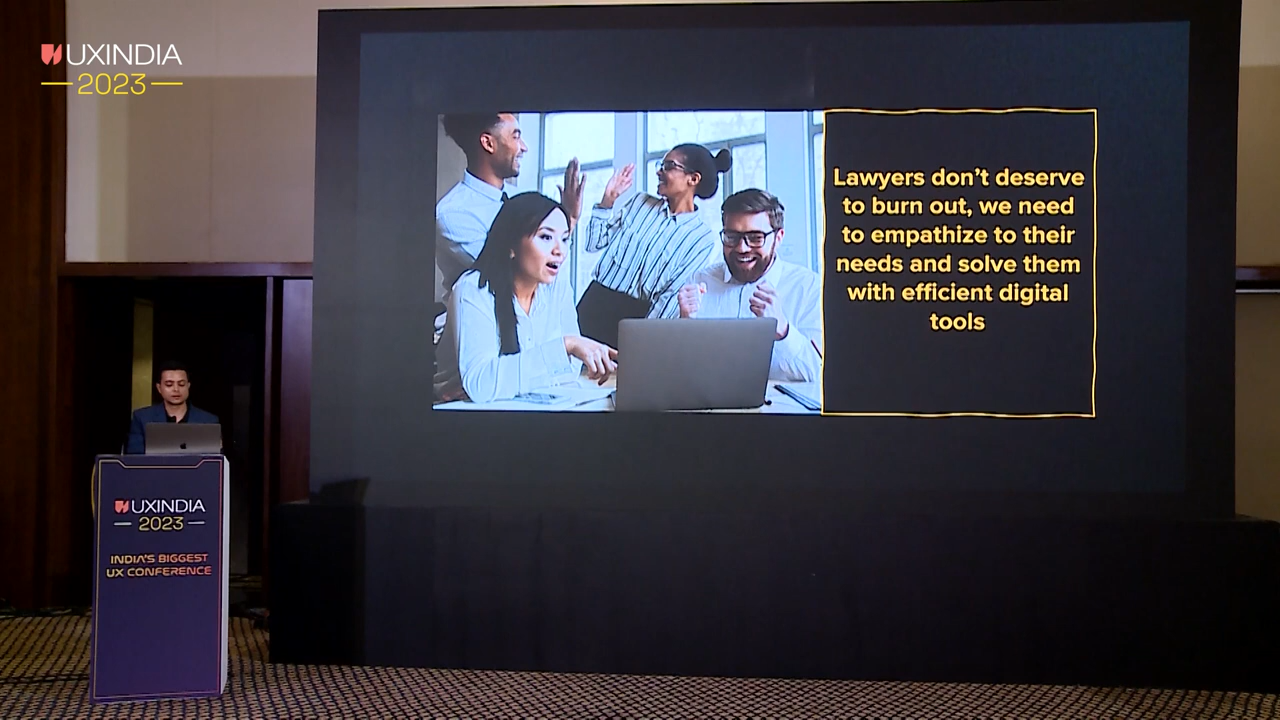 UXINDIA
2023
Lawyers don't deserve
to burn out, we need
to empathize to their
needs and solve them
with efficient digital
tools
UXINDIA
2023
INDIA'S BIGGEST
UX CONFERENCE